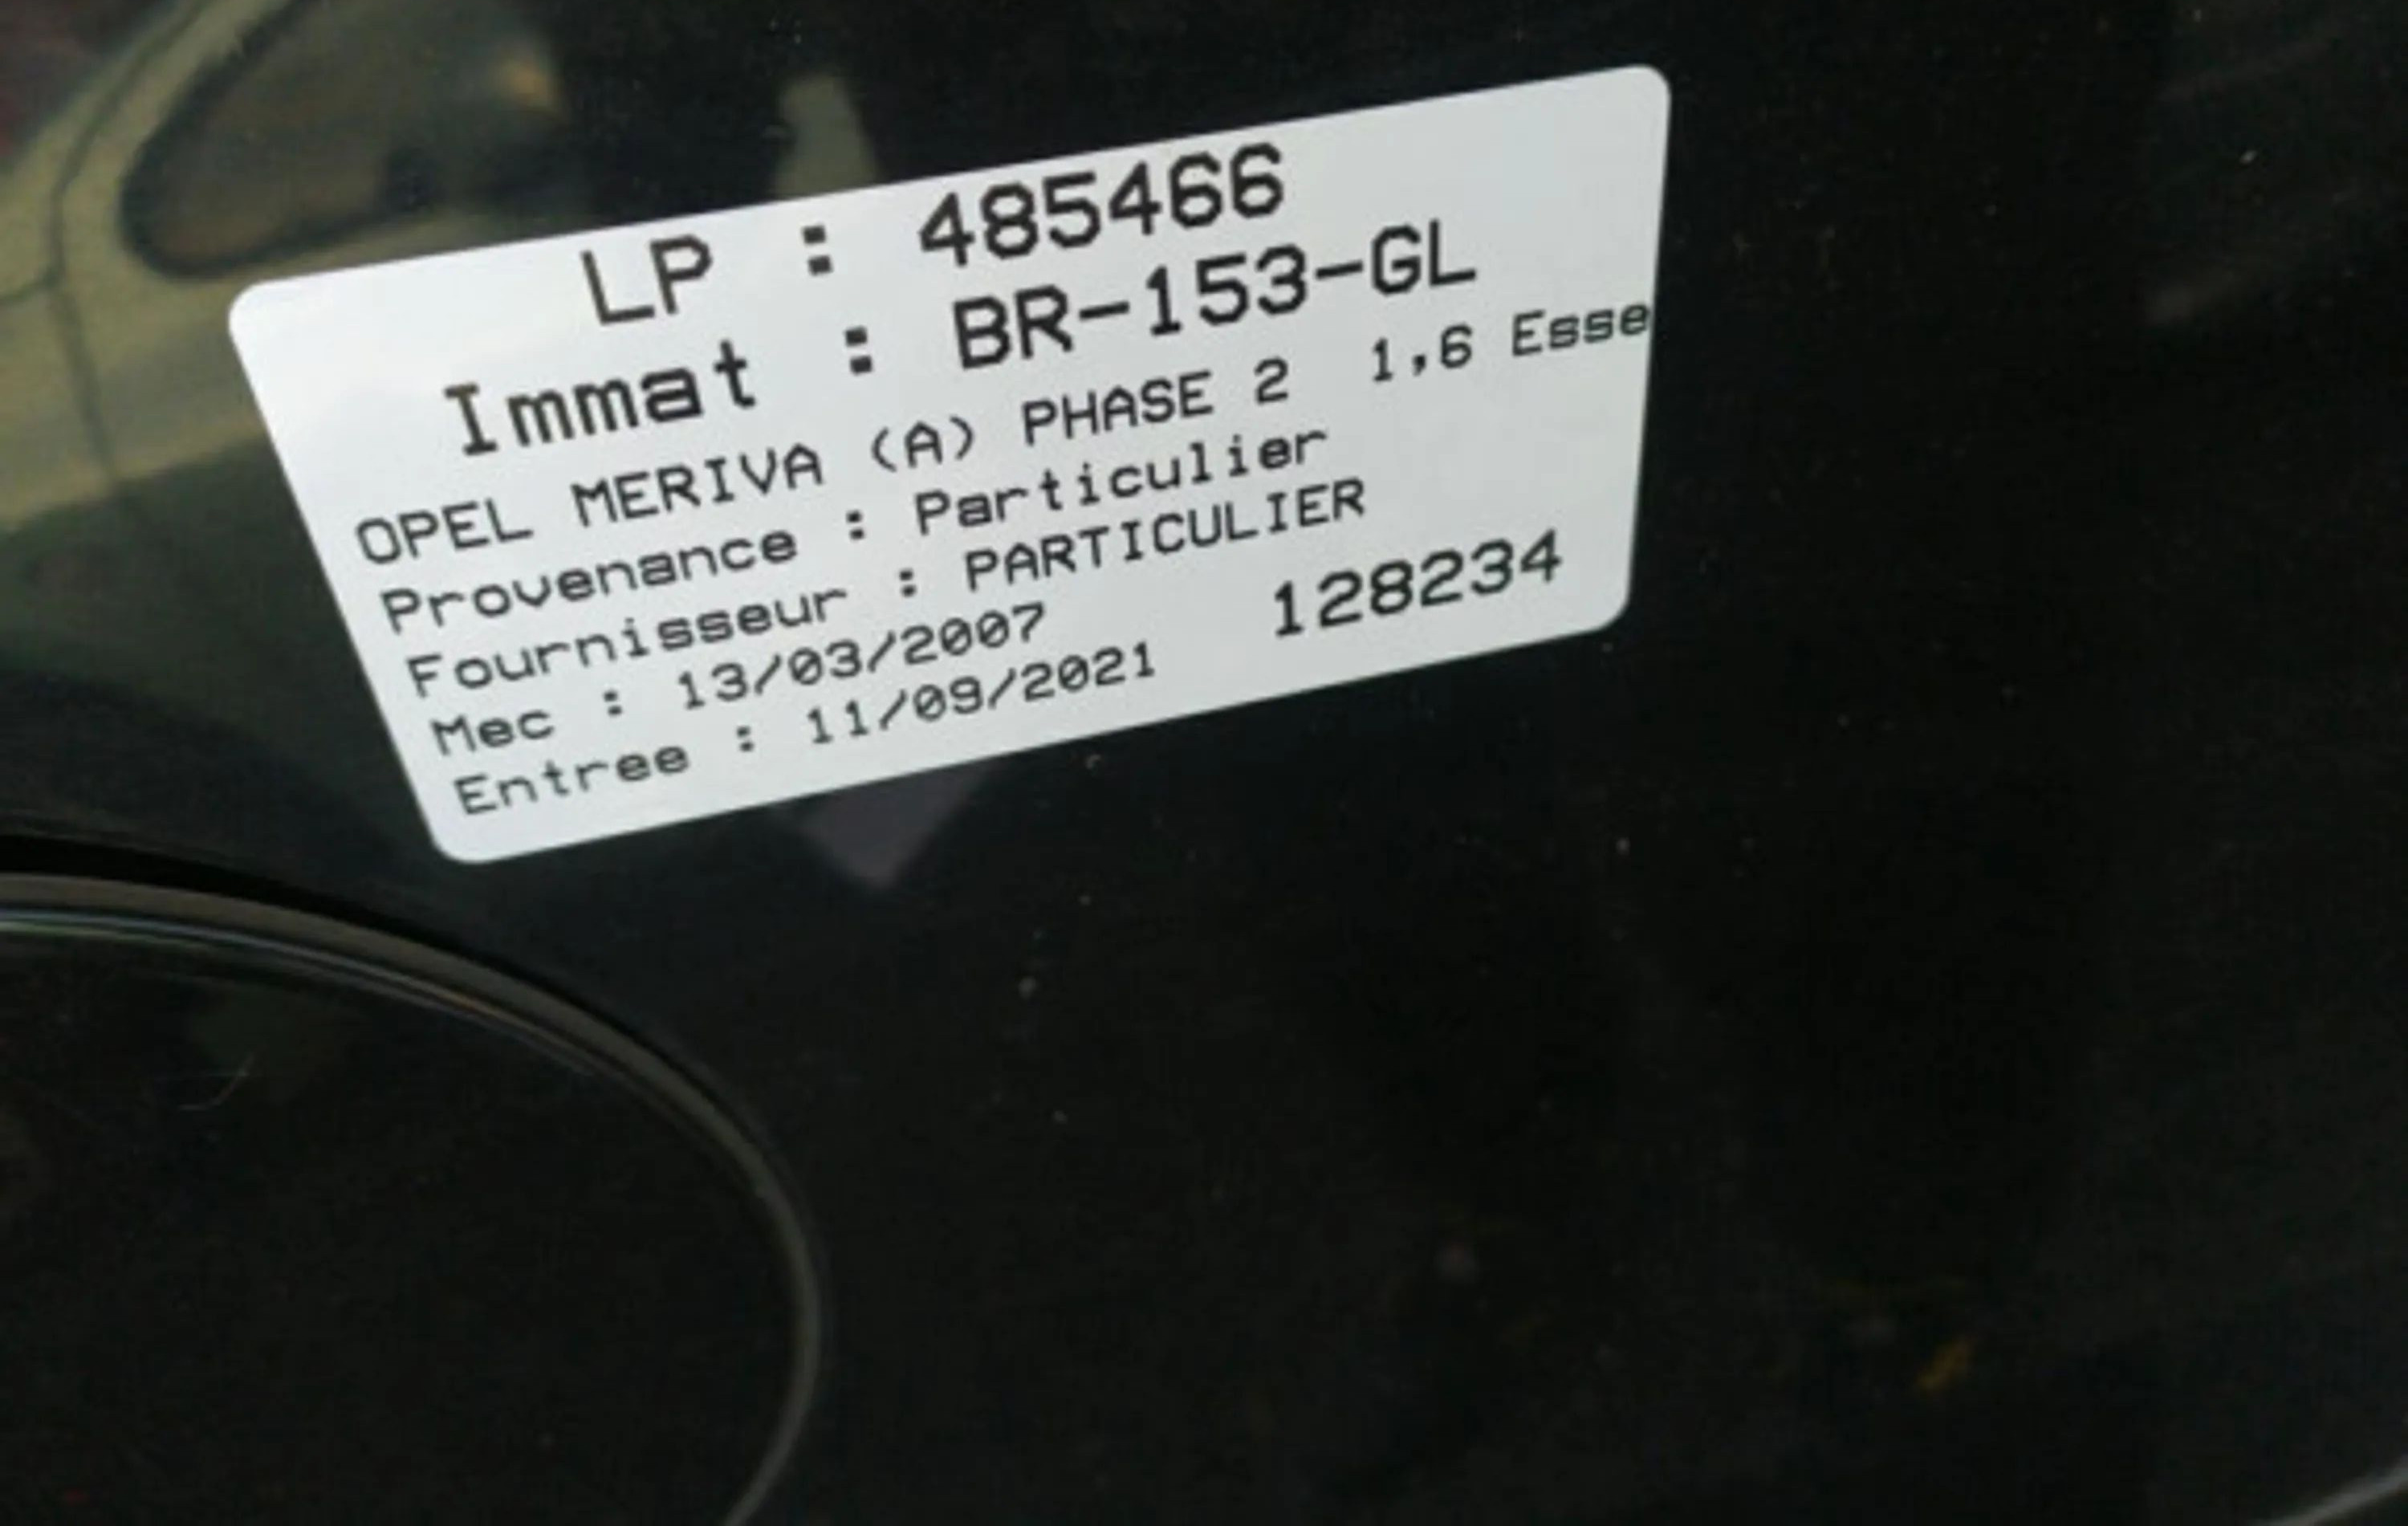 LP : 485466
Immat : BR-153-GL
OPEL MERIVA (A) PHASE 2 1,6 Esse
Provenance : Particulier
Fournisseur : PARTICULIER
Mec : 13/03/2007 128234
Entree : 11/09/2021